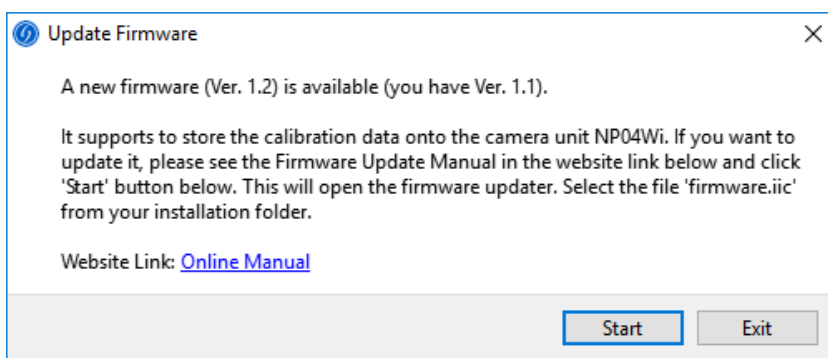 Update Firmware
A new firmware (Ver. 1.2) is available (you have Ver. 1.1).
It supports to store the calibration data onto the camera unit NP04Wi. If you want to
update it, please see the Firmware Update Manual in the website link below and click
'Start' button below. This will open the firmware updater. Select the file 'firmware.iic'
from your installation folder.
Website Link: Online Manual
Start Exit